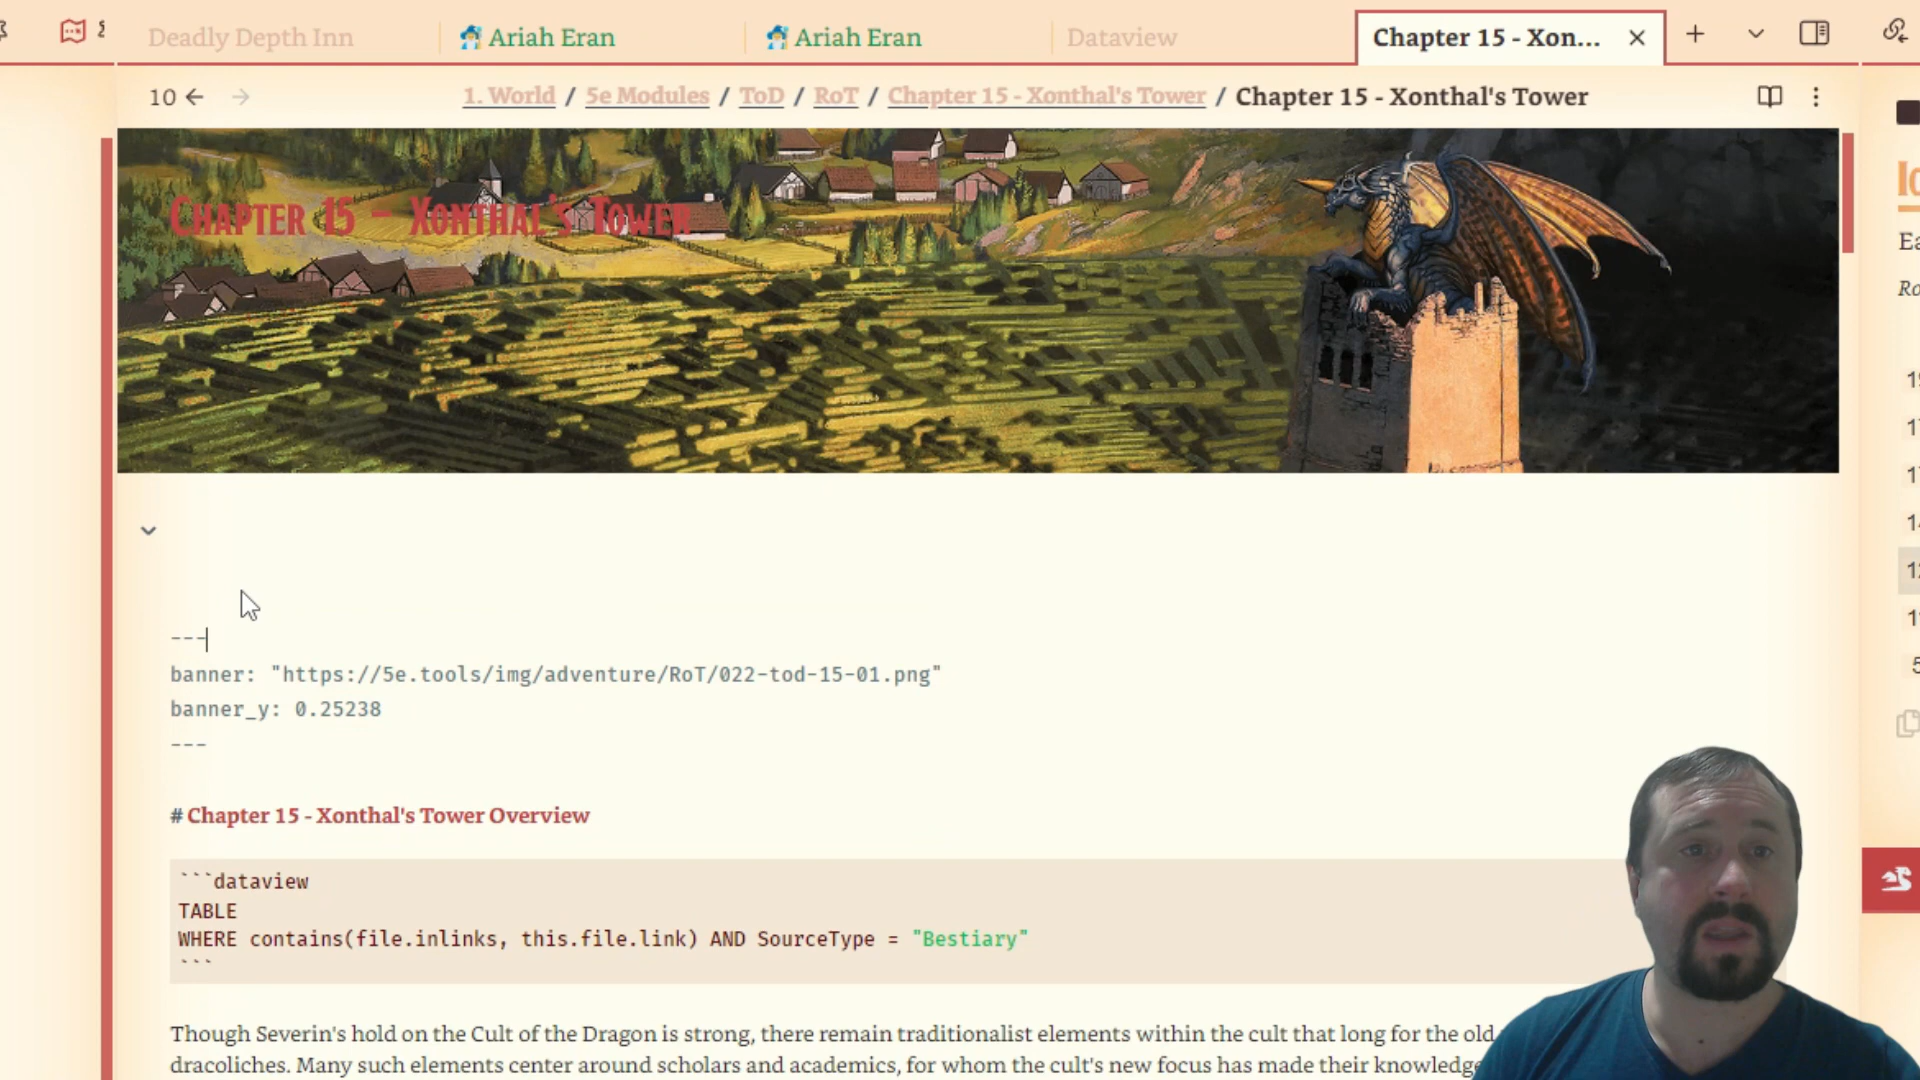 Deadly Depth Inn
Ariah Eran
Ariah Eran
Dataview
Chapter 15 - Xon...
10
1. World / 5e Modules / ToD / RoT / Chapter 15 - Xonthal's Tower / Chapter 15 - Xonthal's Tower
Chapter 15 - Xonthal's Tower
---
banner: "https://5e.tools/img/adventure/RoT/022-tod-15-01.png"
banner_y: 0.25238
---
# Chapter 15 - Xonthal's Tower Overview
```dataview
TABLE
WHERE contains(file.inlinks, this.file.link) AND SourceType = "Bestiary"
```
Though Severin's hold on the Cult of the Dragon is strong, there remain traditionalist elements within the cult that long for the old
dracoliches. Many such elements center around scholars and academics, for whom the cult's new focus has made their knowledge